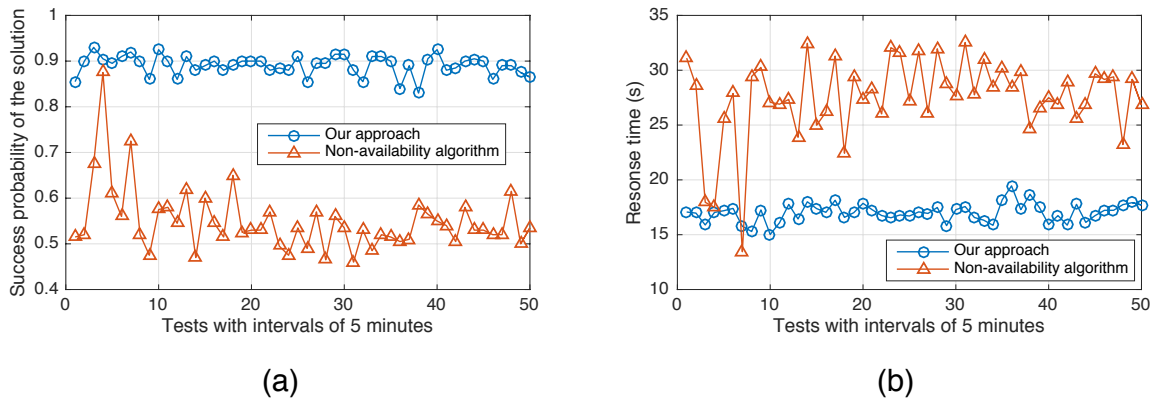 Success probability of the solution
1
0.9
0.8
0.7
0.6
0.5
0.4
Our approach
Non-availability algorithm
0 10 20 30 40 50
Tests with intervals of 5 minutes
(a)
Resonse time (s)
35
30
25
20
15
10
Our approach
Non-availability algorithm
0 10 20 30 40 50
Tests with intervals of 5 minutes
(b)